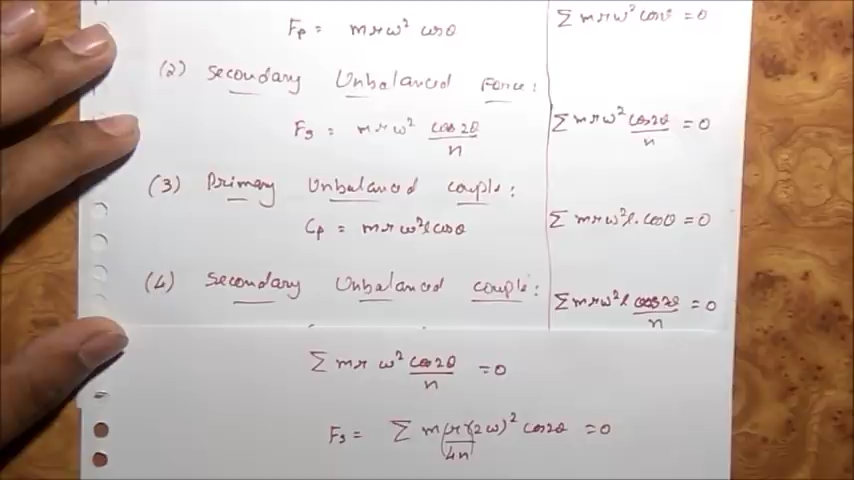 Fp = mrω² cosθ
Σ mrω² cosθ = 0
(2) Secondary Unbalanced Force:
Fs = mrω² cos2θ/n
Σ mrω² cos2θ/n = 0
(3) Primary Unbalanced couple:
Cp = mrω²l cosθ
Σ mrω²l. cosθ = 0
(4) Secondary Unbalanced couple:
Σ mrω²l cos2θ/n = 0
Σ mr ω² cos2θ/n = 0
Fs = Σ m(r/4n)(2ω)² cos2θ = 0